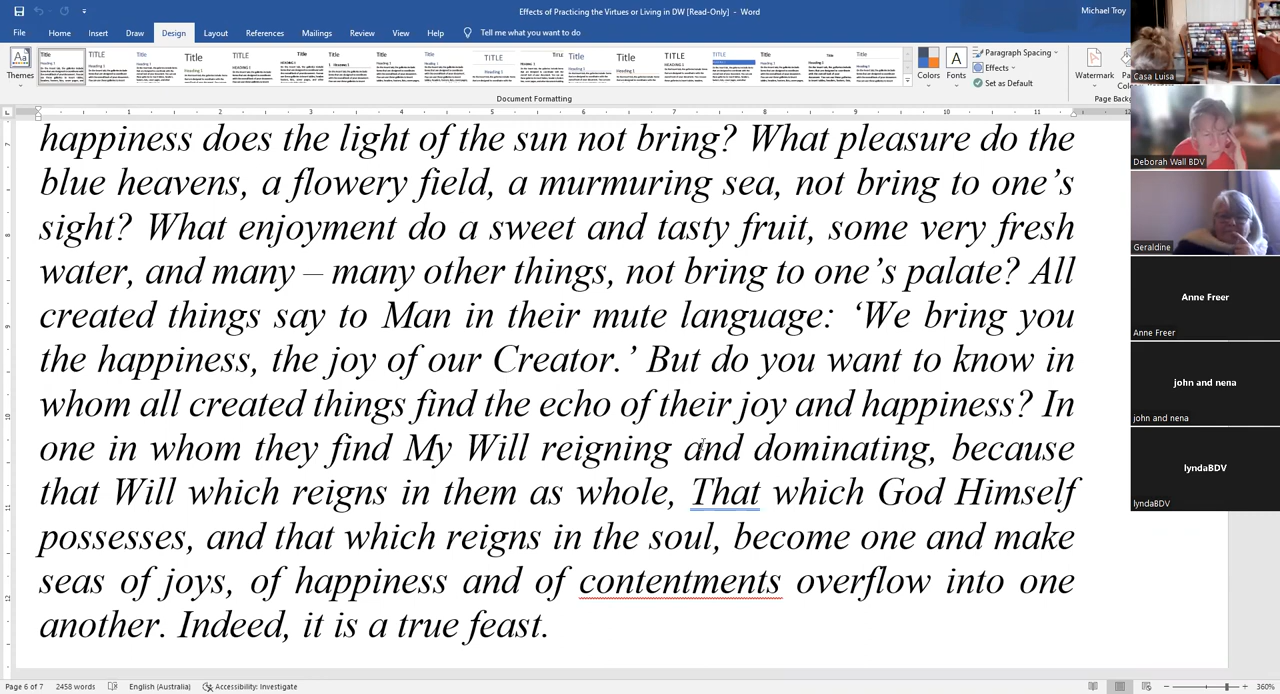 Effects of Practicing the Virtues or Living in DW [Read-Only] - Word
Michael Troy
File Home Insert Draw Design Layout References Mailings Review View Help Tell me what you want to do
Themes
Title
Colors
Fonts
Paragraph Spacing
Effects
Set as Default
Watermark
Document Formatting
Page Backg
happiness does the light of the sun not bring? What pleasure do the
blue heavens, a flowery field, a murmuring sea, not bring to one’s
sight? What enjoyment do a sweet and tasty fruit, some very fresh
water, and many – many other things, not bring to one’s palate? All
created things say to Man in their mute language: ‘We bring you
the happiness, the joy of our Creator.’ But do you want to know in
whom all created things find the echo of their joy and happiness? In
one in whom they find My Will reigning and dominating, because
that Will which reigns in them as whole, That which God Himself
possesses, and that which reigns in the soul, become one and make
seas of joys, of happiness and of contentments overflow into one
another. Indeed, it is a true feast.
Casa Luisa
Deborah Wall BDV
Geraldine
Anne Freer
Anne Freer
john and nena
john and nena
lyndaBDV
lyndaBDV
Page 6 of 7 2458 words English (Australia) Accessibility: Investigate 360%